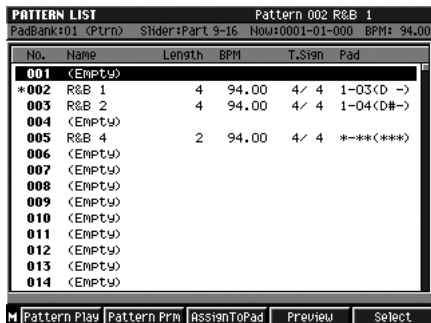 PATTERN LIST Pattern 002 R&B 1
PadBank:01 (Ptrn) Slider:Part 9-16 Now:0001-01-000 BPM: 94.00
No. Name Length BPM T.Sign Pad
001 (Empty)
*002 R&B 1 4 94.00 4/ 4 1-03(D -)
003 R&B 2 4 94.00 4/ 4 1-04(D#-)
004 (Empty)
005 R&B 4 2 94.00 4/ 4 *-**(***)
006 (Empty)
007 (Empty)
008 (Empty)
009 (Empty)
010 (Empty)
011 (Empty)
012 (Empty)
013 (Empty)
014 (Empty)
M Pattern Play Pattern Prm AssignToPad Preview Select